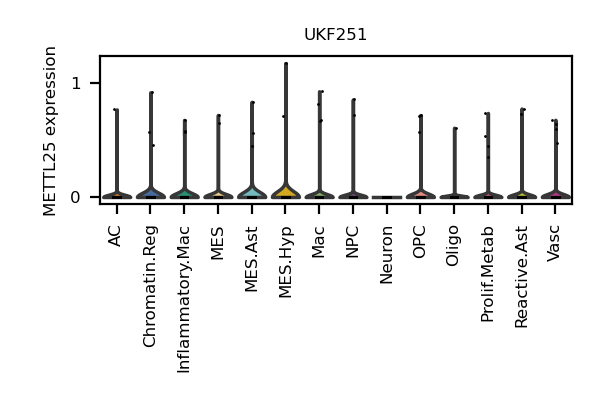 UKF251
METTL25 expression
1
0
AC
Chromatin.Reg
Inflammatory.Mac
MES
MES.Ast
MES.Hyp
Mac
NPC
Neuron
OPC
Oligo
Prolif.Metab
Reactive.Ast
Vasc